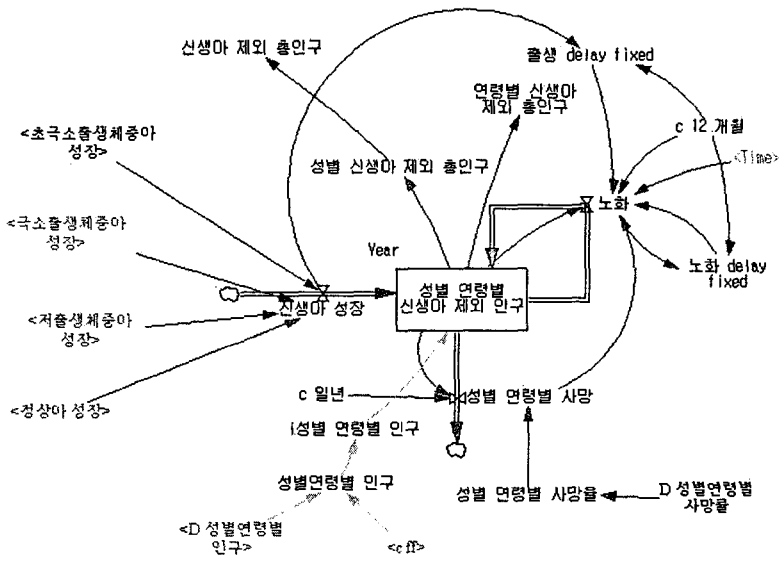 신생아 제외 총인구
출생 delay fixed
연령별 신생아
제외 총인구
<초극소출생체중아
성장>
c 12 개월
<Time>
성별 신생아 제외 총인구
노화
<극소출생체중아
성장>
Year
노화 delay
fixed
성별 연령별
신생아 제외 인구
신생아 성장
<저출생체중아
성장>
c 일년
성별 연령별 사망
<정상아 성장>
i성별 연령별 인구
성별연령별 인구
성별 연령별 사망율
D 성별연령별
사망률
<D 성별연령별
인구>
<c ff>